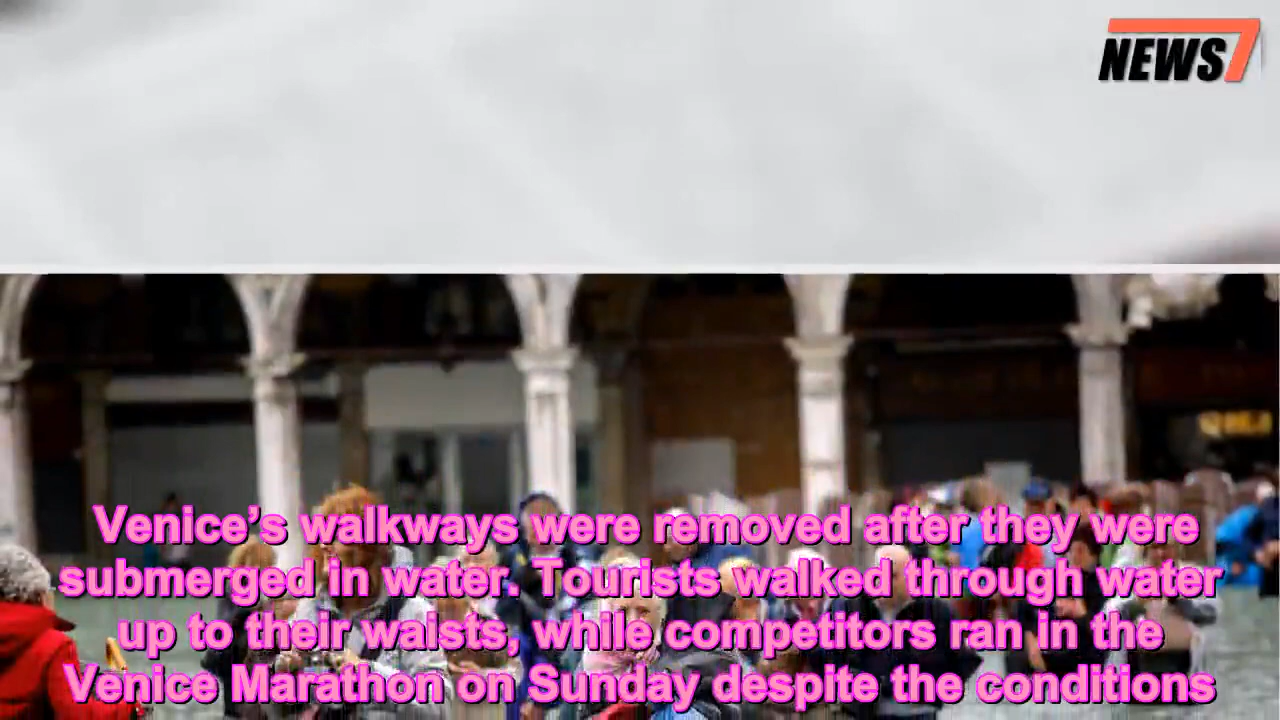 NEWS7
Venice’s walkways were removed after they were
submerged in water. Tourists walked through water
up to their waists, while competitors ran in the
Venice Marathon on Sunday despite the conditions